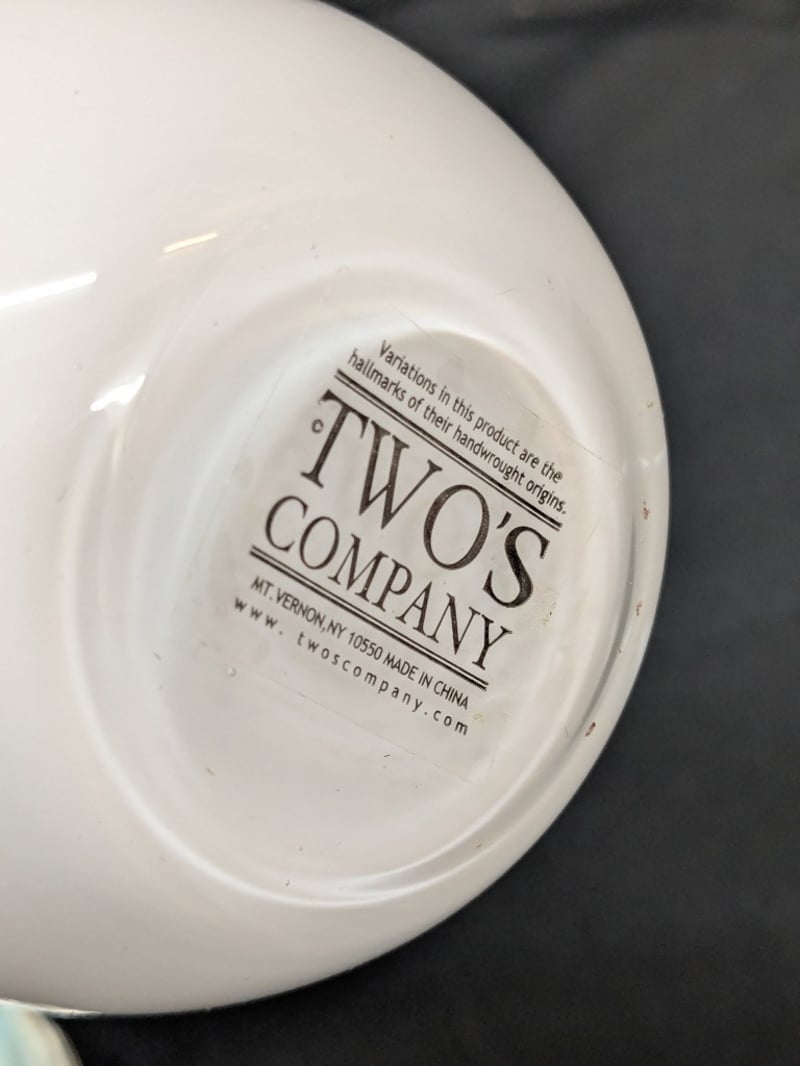 Variations in this product are the
hallmarks of their handwrought origins.
© TWO'S
COMPANY
MT. VERNON, NY 10550 MADE IN CHINA
www. twoscompany.com